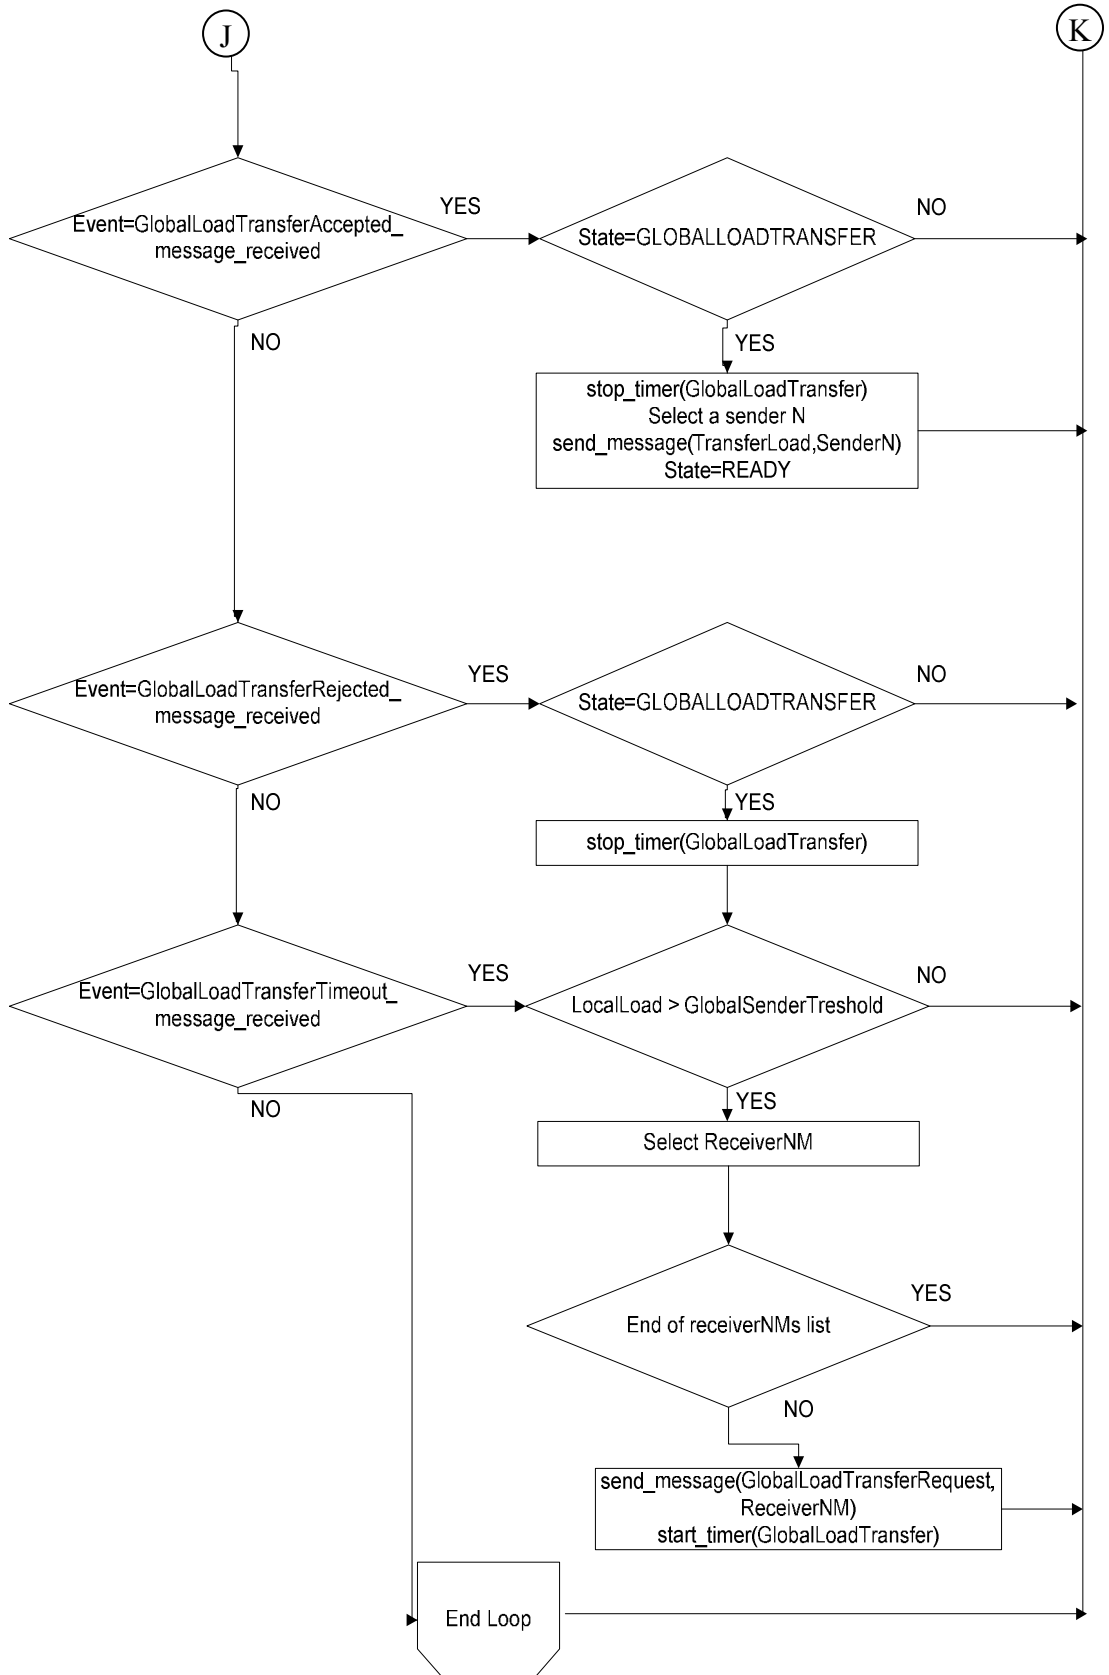 J
K
Event=GlobalLoadTransferAccepted_
message_received
YES
State=GLOBALLOADTRANSFER
NO
NO
YES
stop_timer(GlobalLoadTransfer)
Select a sender N
send_message(TransferLoad,SenderN)
State=READY
Event=GlobalLoadTransferRejected_
message_received
YES
State=GLOBALLOADTRANSFER
NO
NO
YES
stop_timer(GlobalLoadTransfer)
Event=GlobalLoadTransferTimeout_
message_received
YES
LocalLoad > GlobalSenderTreshold
NO
NO
YES
Select ReceiverNM
End of receiverNMs list
YES
NO
send_message(GlobalLoadTransferRequest,
ReceiverNM)
start_timer(GlobalLoadTransfer)
End Loop